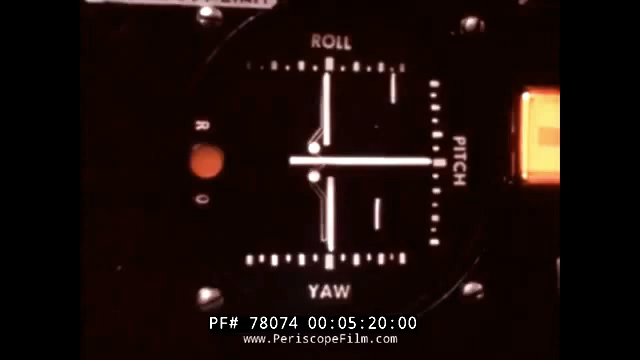 ROLL
R
PITCH
O
YAW
PF# 78074 00:05:20:00
www.PeriscopeFilm.com